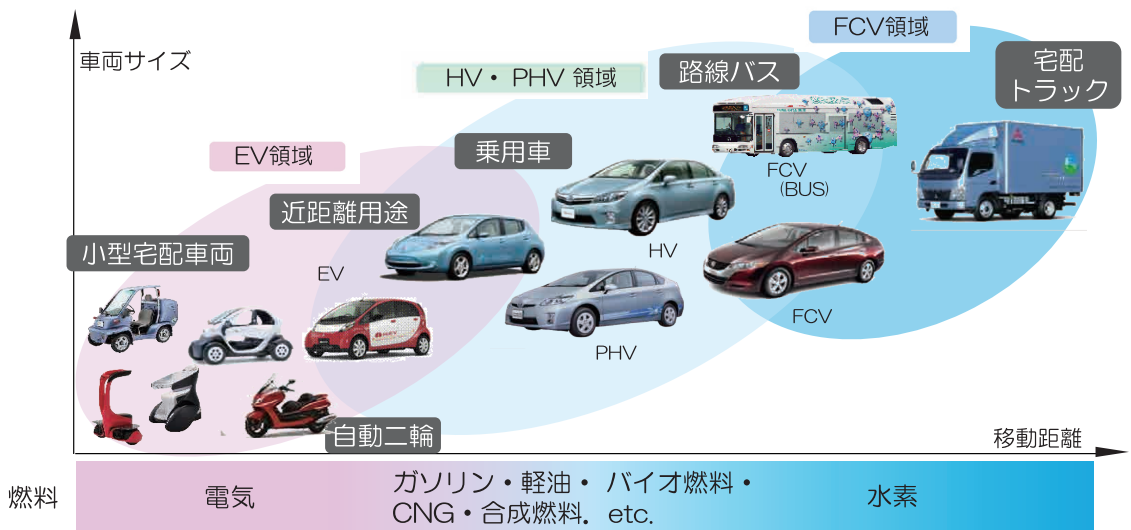 車両サイズ
FCV領域
HV・PHV 領域
路線バス
宅配
トラック
EV領域
乗用車
FCV
(BUS)
近距離用途
小型宅配車両
EV
HV
PHV
FCV
自動二輪
移動距離
燃料
電気
ガソリン・軽油・ バイオ燃料・
CNG・合成燃料．etc.
水素